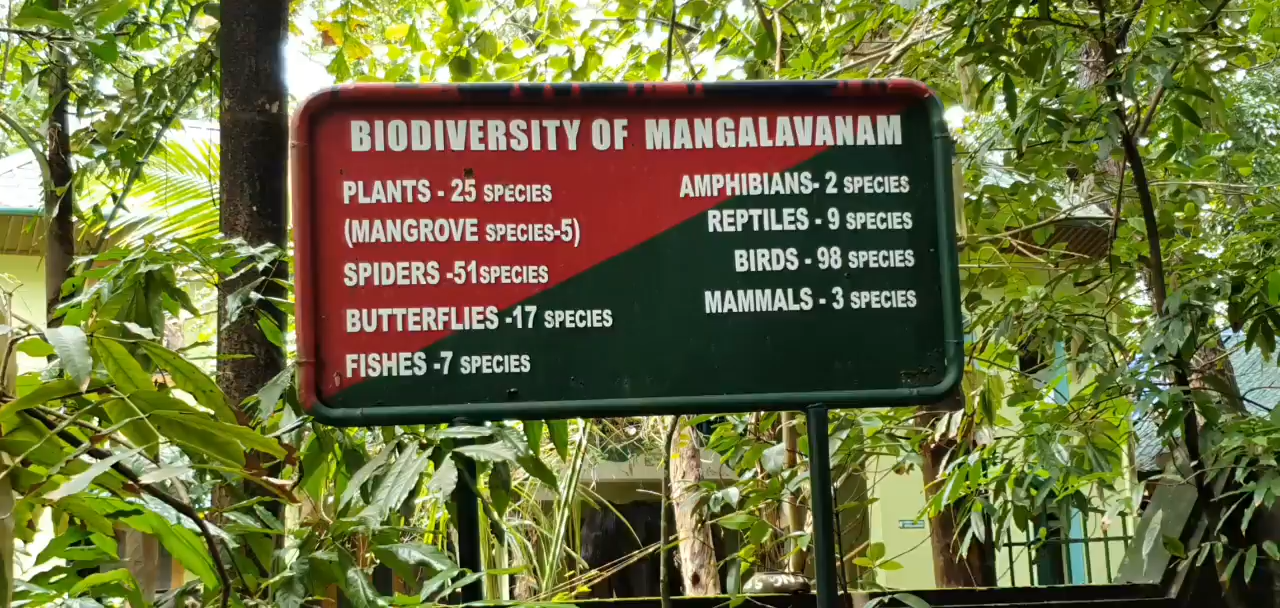 BIODIVERSITY OF MANGALAVANAM
PLANTS - 25 SPECIES
(MANGROVE SPECIES-5)
SPIDERS -51SPECIES
BUTTERFLIES -17 SPECIES
FISHES -7 SPECIES
AMPHIBIANS- 2 SPECIES
REPTILES - 9 SPECIES
BIRDS - 98 SPECIES
MAMMALS - 3 SPECIES